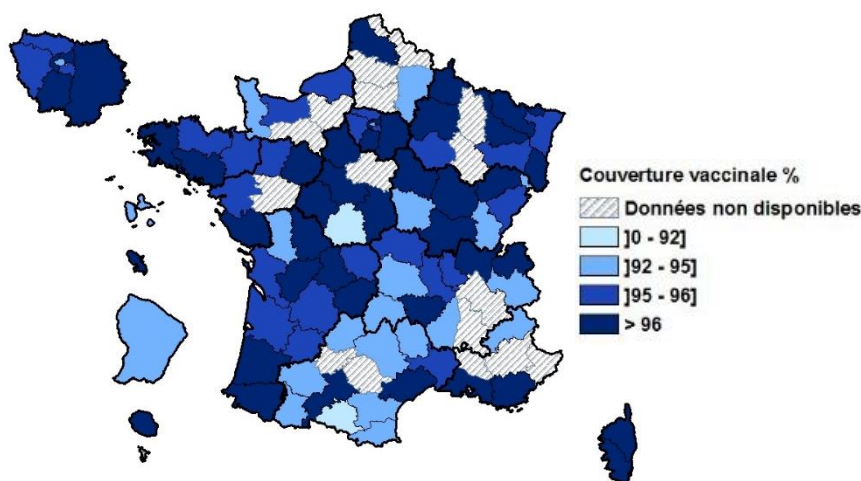 Couverture vaccinale %
Données non disponibles
]0 - 92]
]92 - 95]
]95 - 96]
> 96